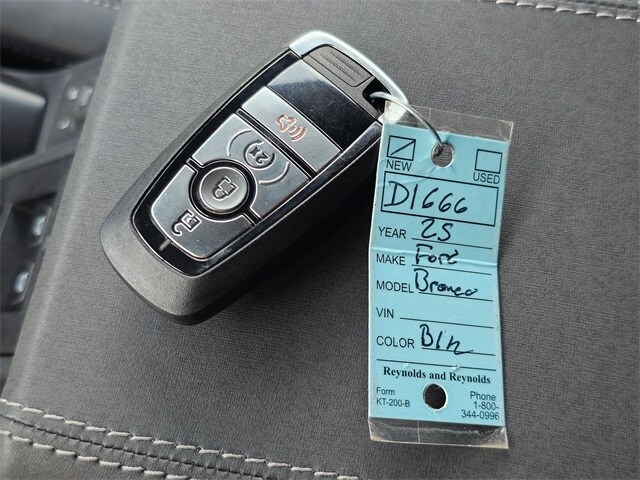 NEW USED
D1666
YEAR 25
MAKE Ford
MODEL Bronco
VIN
COLOR Blk
Reynolds and Reynolds
Form Phone
KT-200-B 1-800-
344-0996